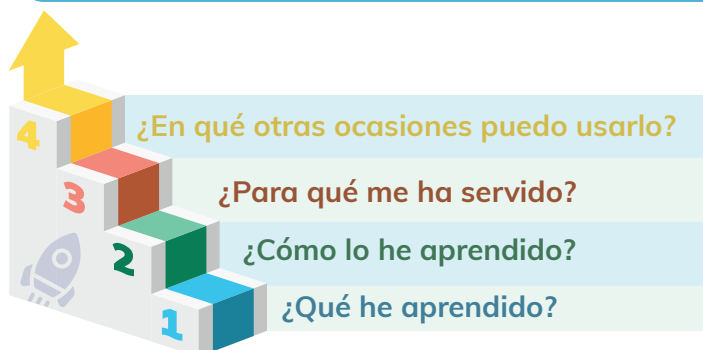 4 ¿En qué otras ocasiones puedo usarlo?
3 ¿Para qué me ha servido?
2 ¿Cómo lo he aprendido?
1 ¿Qué he aprendido?